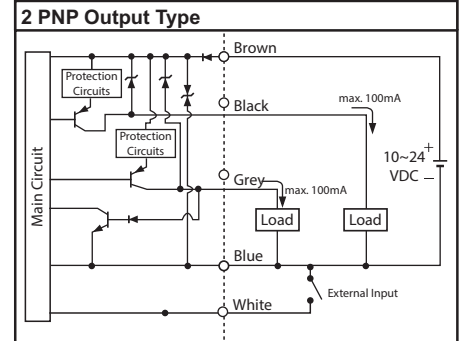 2 PNP Output Type
Brown
Protection
Circuits
Black
max. 100mA
Protection
Circuits
10~24 +
VDC –
Main Circuit
Grey
max. 100mA
Load
Load
Blue
External Input
White